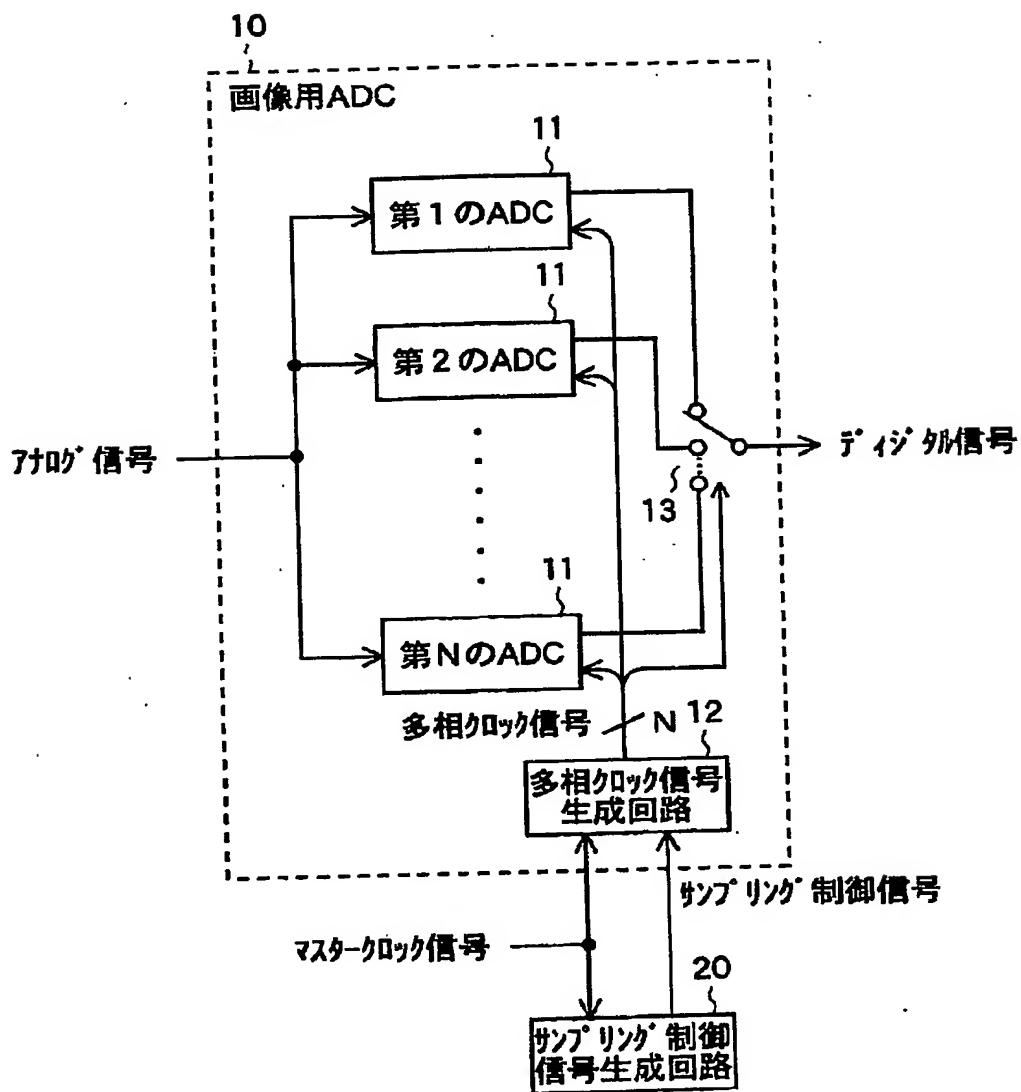 10
画像用ADC
11
第1のADC
11
第2のADC
アナログ信号
ディジタル信号
13
11
第NのADC
多相クロック信号
N
12
多相クロック信号
生成回路
サンプリング制御信号
マスタークロック信号
20
サンプリング制御
信号生成回路